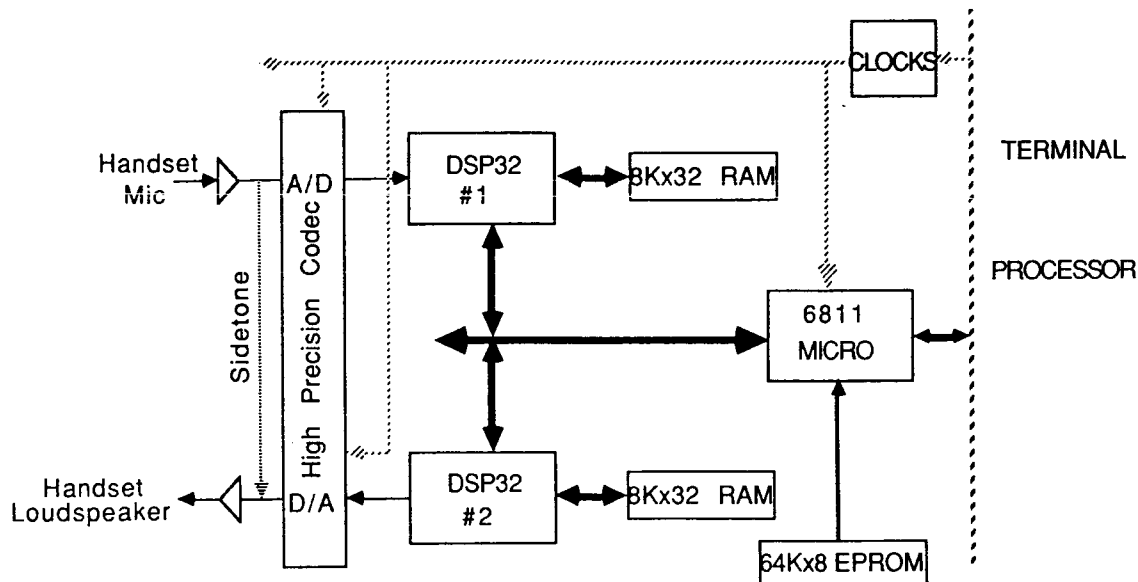 CLOCKS
TERMINAL
PROCESSOR
Handset
Mic
A/D
DSP32
#1
8Kx32 RAM
Sidetone
High Precision Codec
6811
MICRO
Handset
Loudspeaker
D/A
DSP32
#2
8Kx32 RAM
64Kx8 EPROM